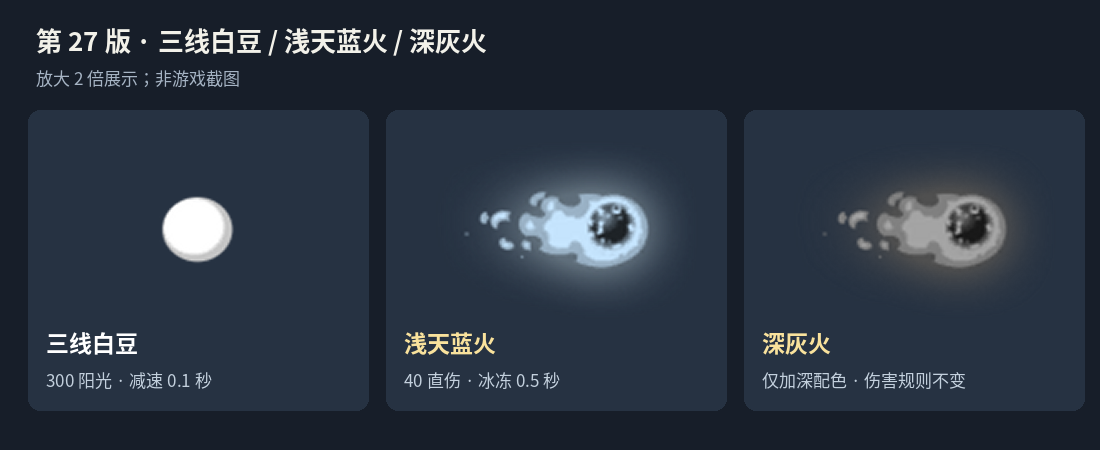 第 27 版 · 三线白豆 / 浅天蓝火 / 深灰火
放大 2 倍展示；非游戏截图
三线白豆
300 阳光 · 减速 0.1 秒
浅天蓝火
40 直伤 · 冰冻 0.5 秒
深灰火
仅加深配色 · 伤害规则不变